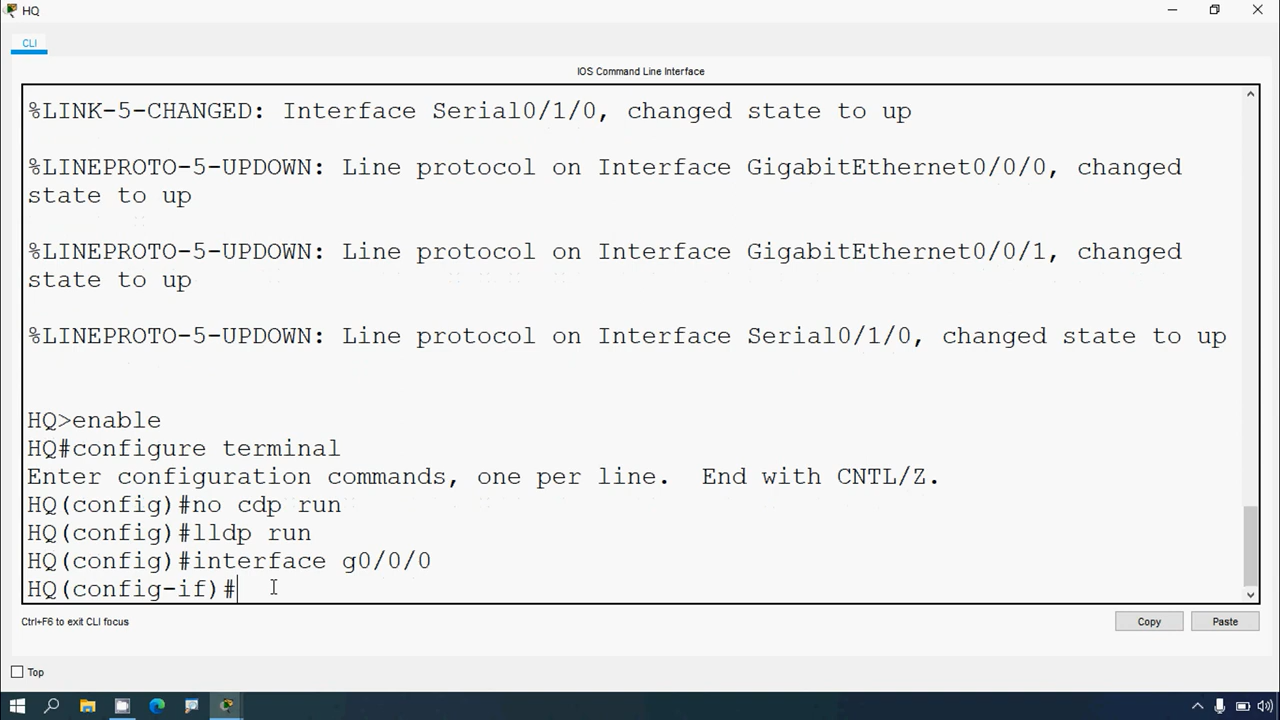 HQ
CLI
IOS Command Line Interface
%LINK-5-CHANGED: Interface Serial0/1/0, changed state to up
%LINEPROTO-5-UPDOWN: Line protocol on Interface GigabitEthernet0/0/0, changed
state to up
%LINEPROTO-5-UPDOWN: Line protocol on Interface GigabitEthernet0/0/1, changed
state to up
%LINEPROTO-5-UPDOWN: Line protocol on Interface Serial0/1/0, changed state to up
HQ>enable
HQ#configure terminal
Enter configuration commands, one per line.  End with CNTL/Z.
HQ(config)#no cdp run
HQ(config)#lldp run
HQ(config)#interface g0/0/0
HQ(config-if)#
Ctrl+F6 to exit CLI focus
Copy
Paste
Top